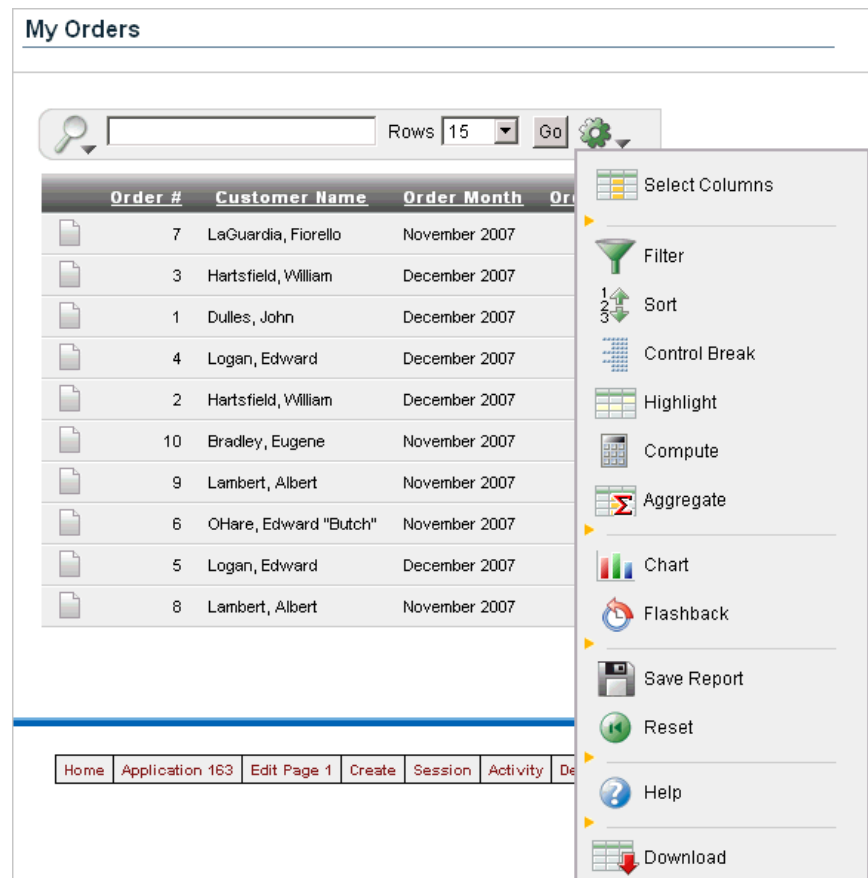 My Orders
Rows 15 Go
Order # Customer Name Order Month
7 LaGuardia, Fiorello November 2007
3 Hartsfield, William December 2007
1 Dulles, John December 2007
4 Logan, Edward December 2007
2 Hartsfield, William December 2007
10 Bradley, Eugene November 2007
9 Lambert, Albert November 2007
6 OHare, Edward "Butch" November 2007
5 Logan, Edward December 2007
8 Lambert, Albert November 2007
Select Columns
Filter
1 2 3 Sort
Control Break
Highlight
Compute
Aggregate
Chart
Flashback
Save Report
Reset
Help
Download
Home Application 163 Edit Page 1 Create Session Activity